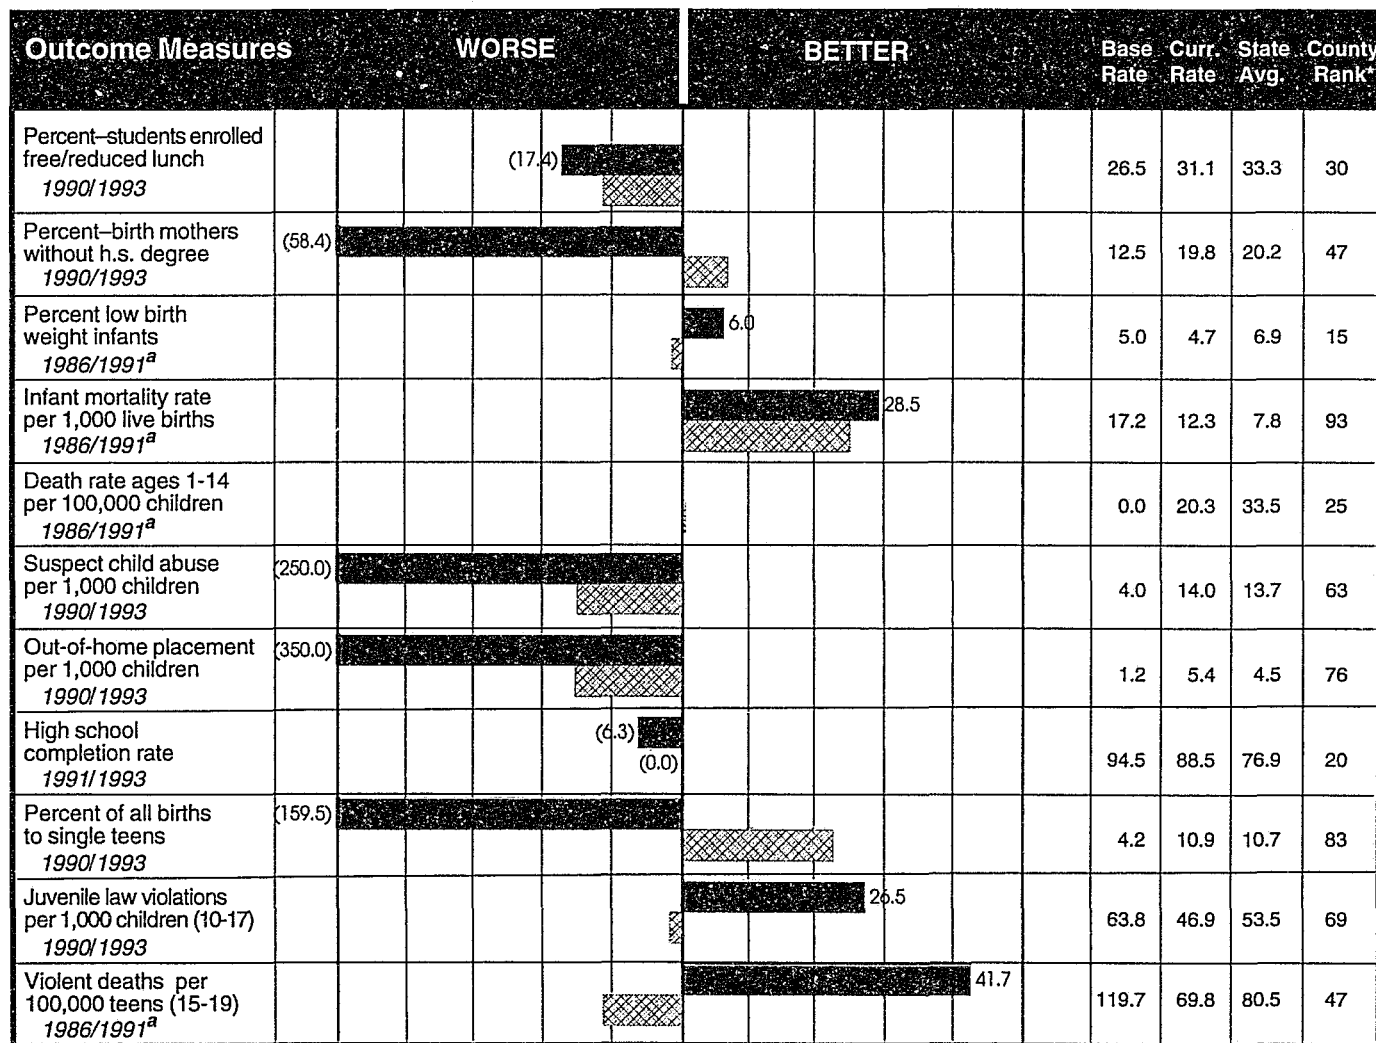 Outcome Measures WORSE BETTER Base Rate Curr. Rate State Avg. County Rank*
Percent–students enrolled
free/reduced lunch (17.4) 26.5 31.1 33.3 30
1990/1993
Percent–birth mothers (58.4)
without h.s. degree 12.5 19.8 20.2 47
1990/1993
Percent low birth 6.0
weight infants 5.0 4.7 6.9 15
1986/1991a
Infant mortality rate 28.5
per 1,000 live births 17.2 12.3 7.8 93
1986/1991a
Death rate ages 1-14
per 100,000 children 0.0 20.3 33.5 25
1986/1991a
Suspect child abuse (250.0)
per 1,000 children 4.0 14.0 13.7 63
1990/1993
Out-of-home placement (350.0)
per 1,000 children 1.2 5.4 4.5 76
1990/1993
High school (6.3)
completion rate (0.0) 94.5 88.5 76.9 20
1991/1993
Percent of all births (159.5)
to single teens 4.2 10.9 10.7 83
1990/1993
Juvenile law violations 26.5
per 1,000 children (10-17) 63.8 46.9 53.5 69
1990/1993
Violent deaths per 41.7
100,000 teens (15-19) 119.7 69.8 80.5 47
1986/1991a